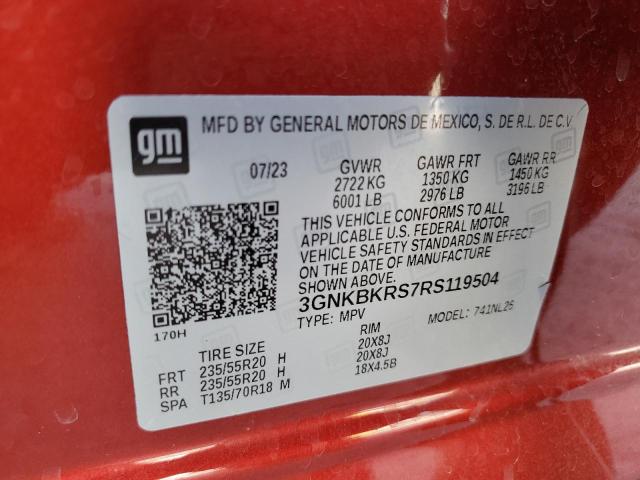 gm
MFD BY GENERAL MOTORS DE MEXICO, S. DE R.L. DE C.V.
07/23 GVWR GAWR FRT GAWR RR
2722 KG 1350 KG 1450 KG
6001 LB 2976 LB 3196 LB
THIS VEHICLE CONFORMS TO ALL
APPLICABLE U.S. FEDERAL MOTOR
VEHICLE SAFETY STANDARDS IN EFFECT
ON THE DATE OF MANUFACTURE
SHOWN ABOVE.
3GNKBKRS7RS119504
TYPE: MPV MODEL: 741NL26
170H
TIRE SIZE RIM
FRT 235/55R20 H 20X8J
RR 235/55R20 H 20X8J
SPA T135/70R18 M 18X4.5B